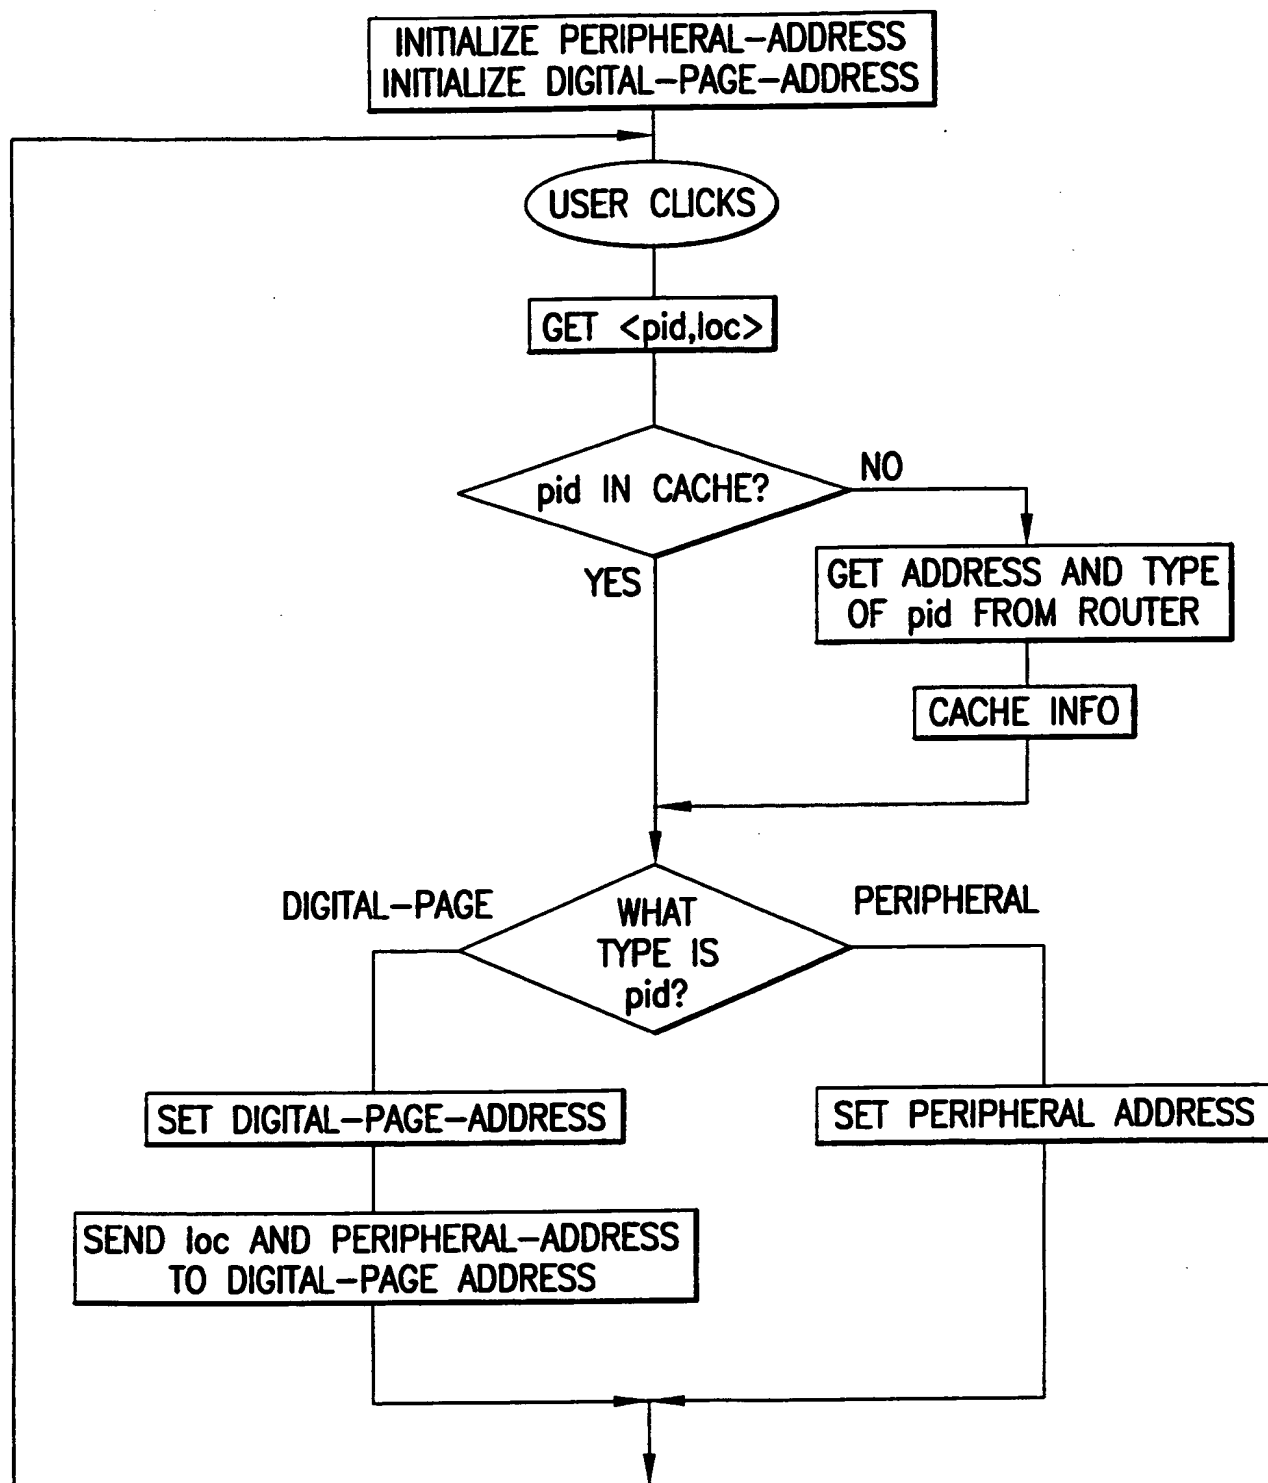 INITIALIZE PERIPHERAL-ADDRESS
INITIALIZE DIGITAL-PAGE-ADDRESS
USER CLICKS
GET <pid,loc>
pid IN CACHE?
NO
YES
GET ADDRESS AND TYPE
OF pid FROM ROUTER
CACHE INFO
DIGITAL-PAGE
WHAT
TYPE IS
pid?
PERIPHERAL
SET DIGITAL-PAGE-ADDRESS
SET PERIPHERAL ADDRESS
SEND loc AND PERIPHERAL-ADDRESS
TO DIGITAL-PAGE ADDRESS